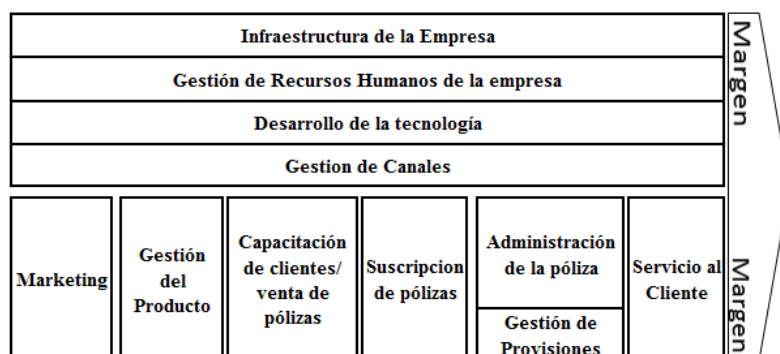 Infraestructura de la Empresa
Gestión de Recursos Humanos de la empresa
Desarrollo de la tecnología
Gestion de Canales
Margen
Marketing
Gestión
del
Producto
Capacitación
de clientes/
venta de
pólizas
Suscripcion
de pólizas
Administración
de la póliza
Gestión de
Provisiones
Servicio al
Cliente
Margen